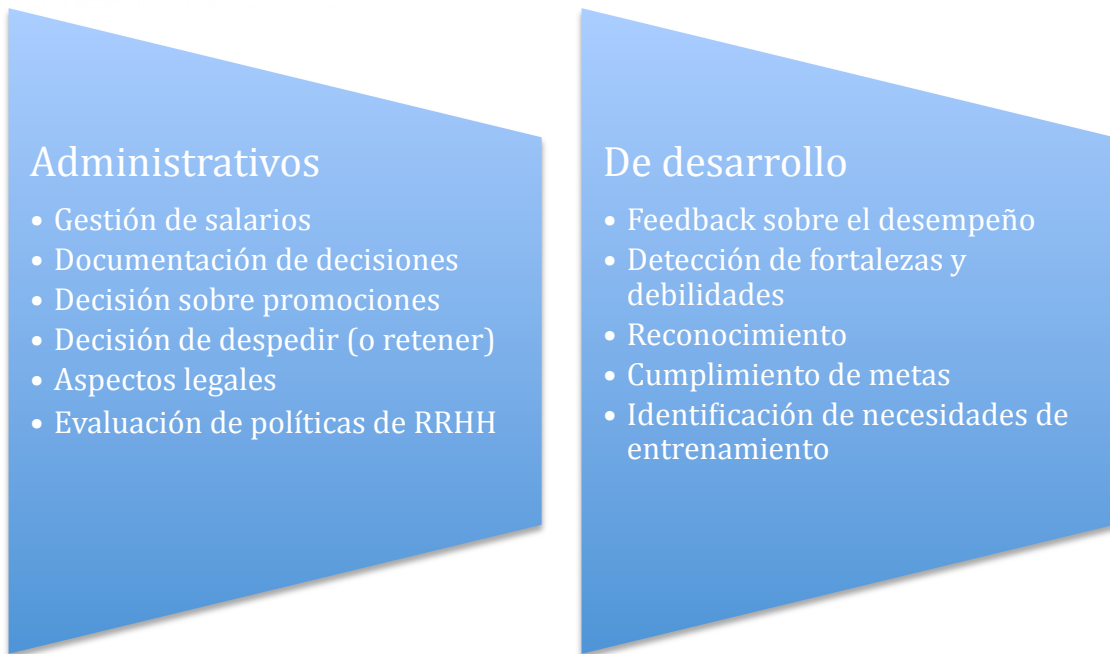 Administrativos
• Gestión de salarios
• Documentación de decisiones
• Decisión sobre promociones
• Decisión de despedir (o retener)
• Aspectos legales
• Evaluación de políticas de RRHH
De desarrollo
• Feedback sobre el desempeño
• Detección de fortalezas y
debilidades
• Reconocimiento
• Cumplimiento de metas
• Identificación de necesidades de
entrenamiento